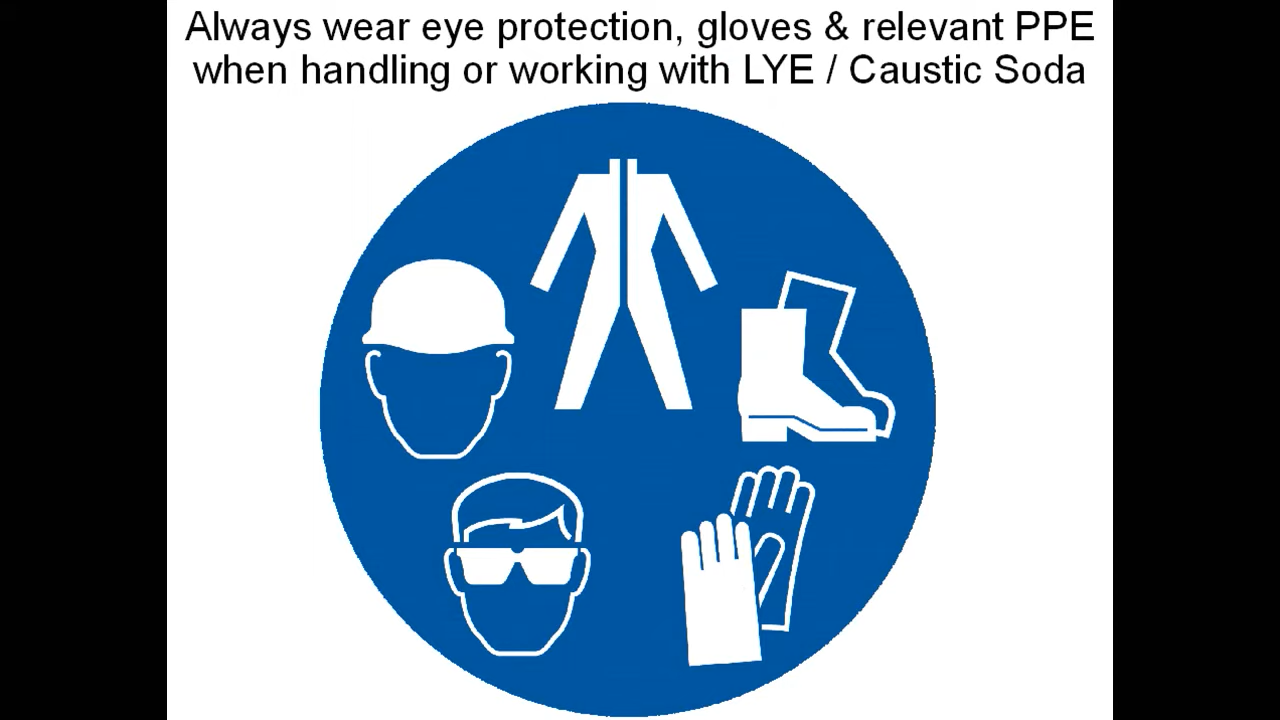 Always wear eye protection, gloves & relevant PPE
when handling or working with LYE / Caustic Soda